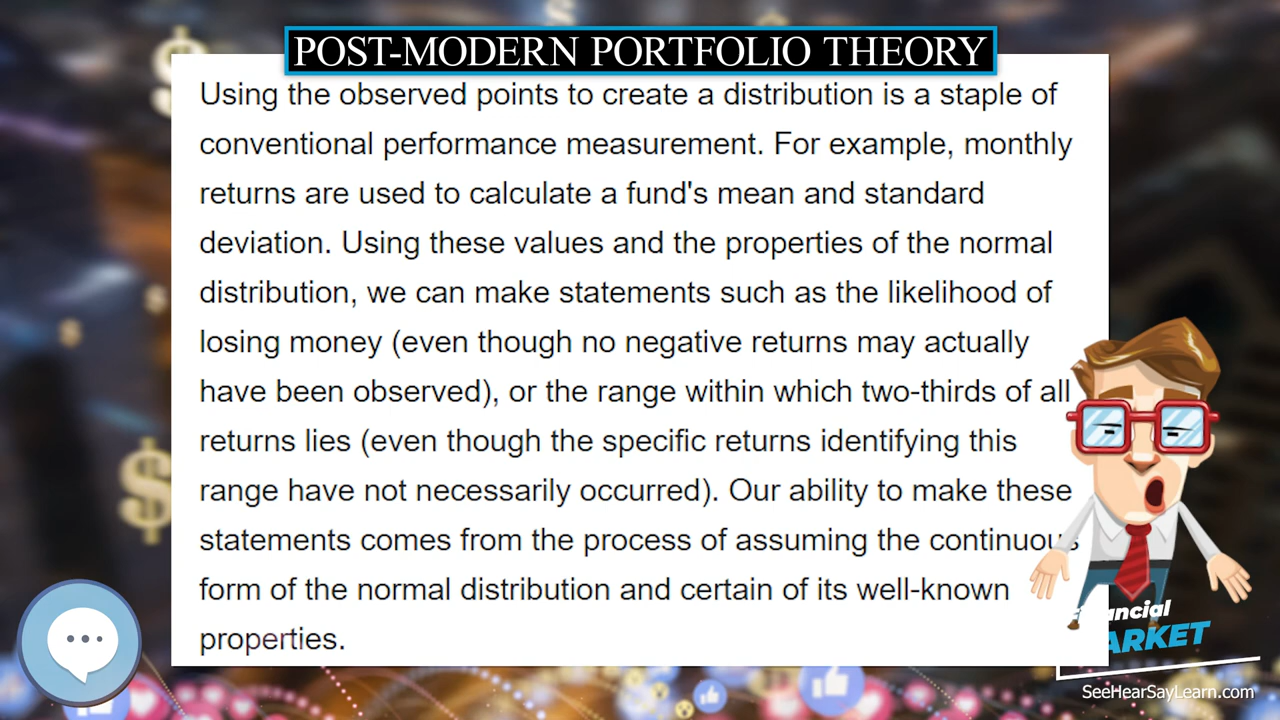 POST-MODERN PORTFOLIO THEORY
Using the observed points to create a distribution is a staple of
conventional performance measurement. For example, monthly
returns are used to calculate a fund's mean and standard
deviation. Using these values and the properties of the normal
distribution, we can make statements such as the likelihood of
losing money (even though no negative returns may actually
have been observed), or the range within which two-thirds of all
returns lies (even though the specific returns identifying this
range have not necessarily occurred). Our ability to make these
statements comes from the process of assuming the continuous
form of the normal distribution and certain of its well-known
properties.
SeeHearSayLearn.com